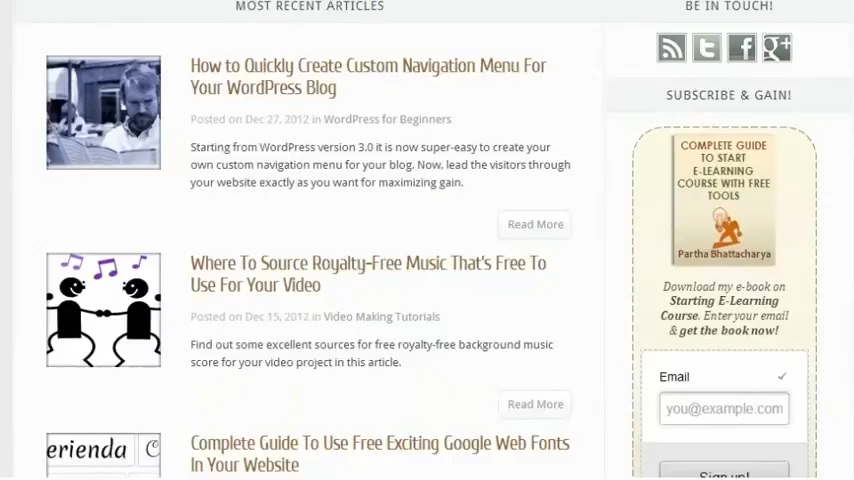 MOST RECENT ARTICLES
How to Quickly Create Custom Navigation Menu For
Your WordPress Blog
Posted on Dec 27, 2012 in WordPress for Beginners
Starting from WordPress version 3.0 it is now super-easy to create your
own custom navigation menu for your blog. Now, lead the visitors through
your website exactly as you want for maximizing gain.
Read More
Where To Source Royalty-Free Music That's Free To
Use For Your Video
Posted on Dec 15, 2012 in Video Making Tutorials
Find out some excellent sources for free royalty-free background music
score for your video project in this article.
Read More
erienda
Complete Guide To Use Free Exciting Google Web Fonts
In Your Website
BE IN TOUCH!
g+
SUBSCRIBE & GAIN!
COMPLETE GUIDE
TO START
E-LEARNING
COURSE WITH FREE
TOOLS
Partha Bhattacharya
Download my e-book on
Starting E-Learning
Course. Enter your email
& get the book now!
Email
you@example.com
Sign up!